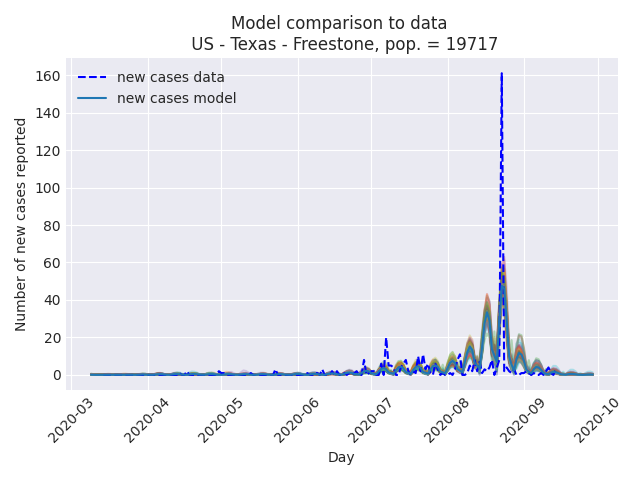 Model comparison to data
US - Texas - Freestone, pop. = 19717
new cases data
new cases model
Number of new cases reported
160
140
120
100
80
60
40
20
0
2020-03
2020-04
2020-05
2020-06
2020-07
2020-08
2020-09
2020-10
Day